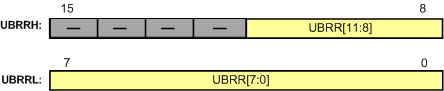 15 8
UBRRH: — — — — UBRR[11:8]
7 0
UBRRL: UBRR[7:0]